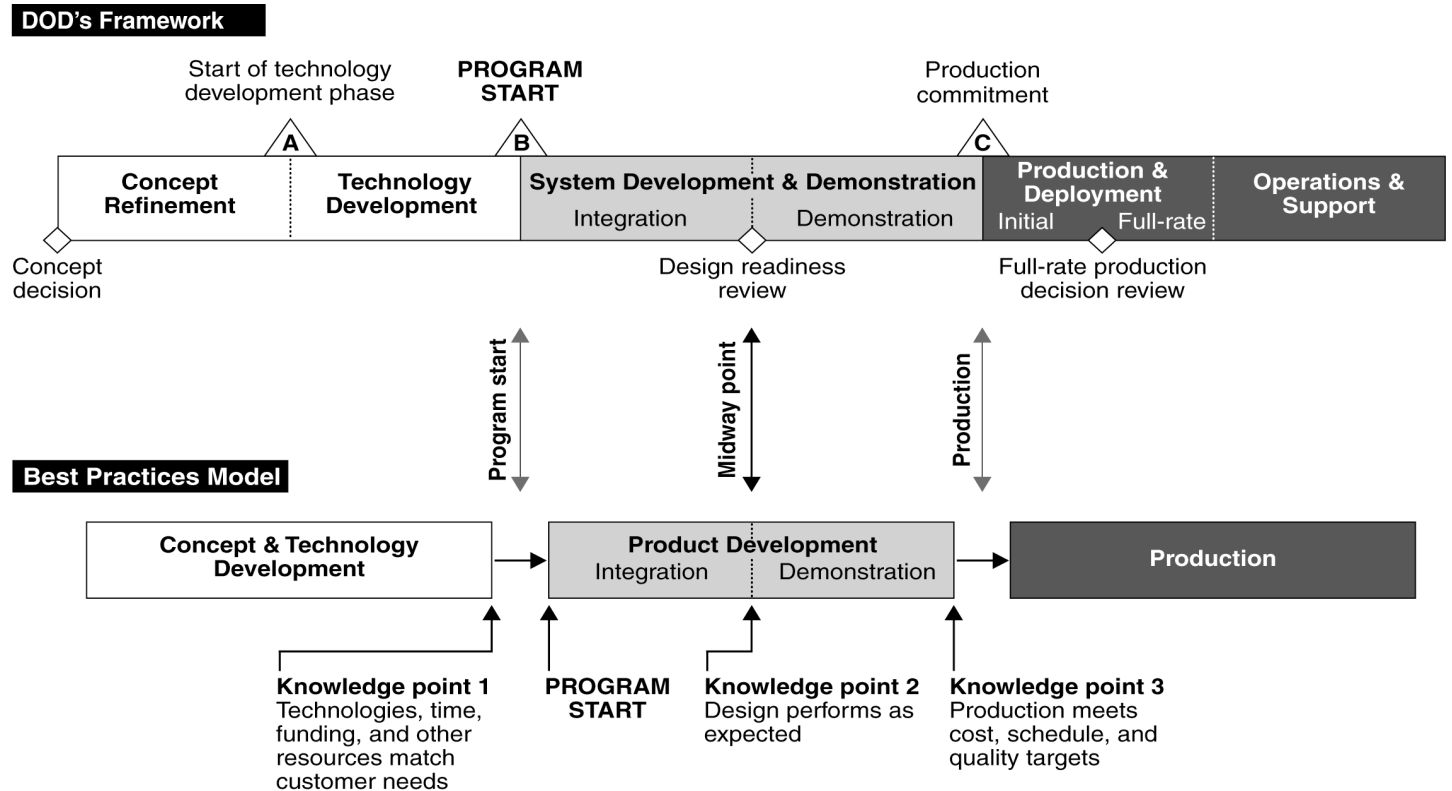 DOD's Framework
Start of technology
development phase
PROGRAM
START
Production
commitment
A
B
C
Concept
Refinement
Technology
Development
System Development & Demonstration
Integration
Demonstration
Production &
Deployment
Initial
Full-rate
Operations &
Support
Concept
decision
Design readiness
review
Full-rate production
decision review
Program start
Midway point
Production
Best Practices Model
Concept & Technology
Development
Product Development
Integration
Demonstration
Production
Knowledge point 1
Technologies, time,
funding, and other
resources match
customer needs
PROGRAM
START
Knowledge point 2
Design performs as
expected
Knowledge point 3
Production meets
cost, schedule, and
quality targets